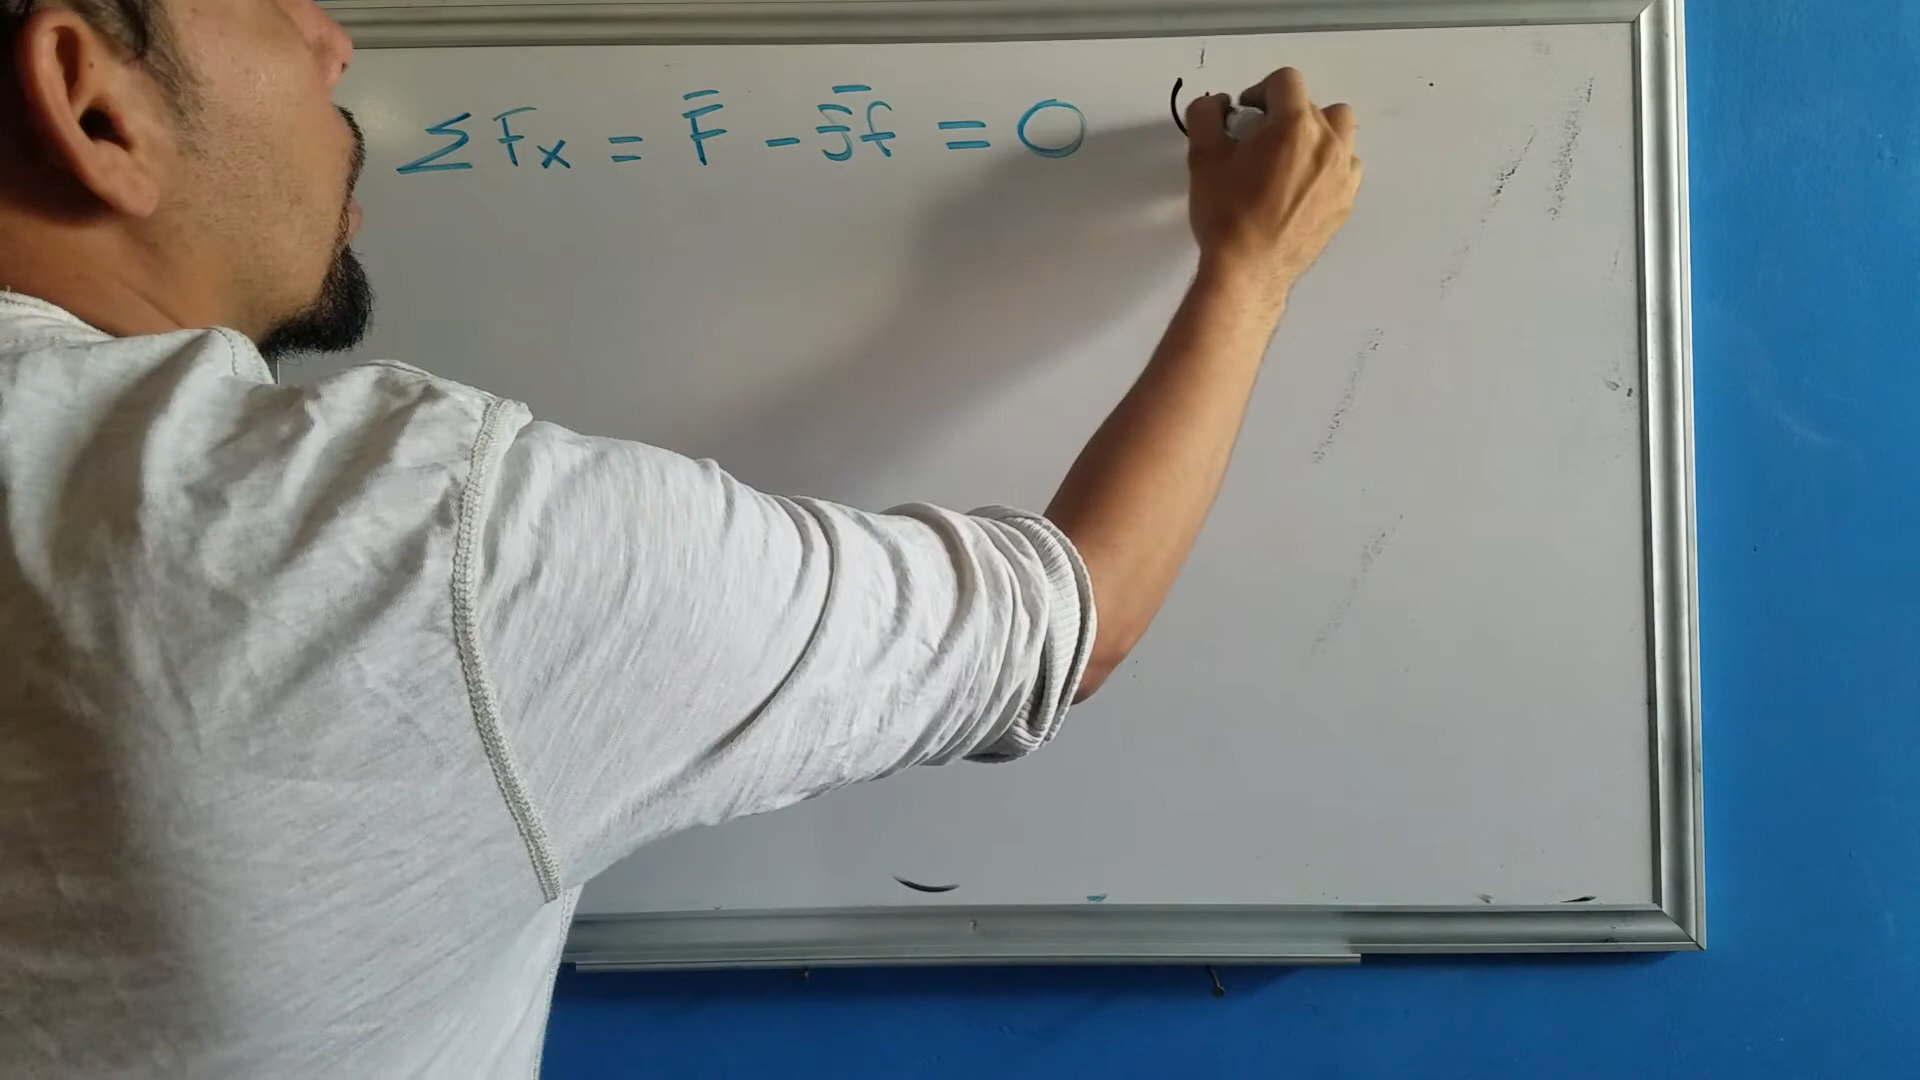 ΣFx = F̄ - f̄f = 0 (